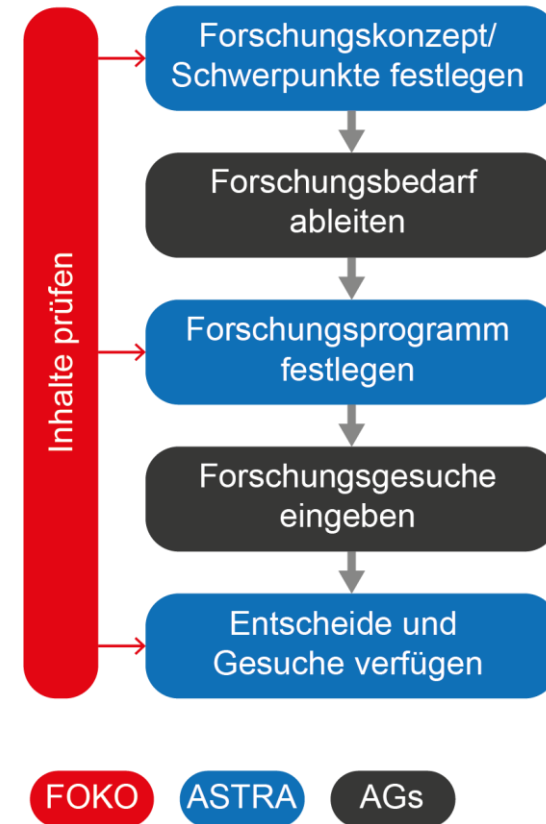 Inhalte prüfen
Forschungskonzept/
Schwerpunkte festlegen
Forschungsbedarf
ableiten
Forschungsprogramm
festlegen
Forschungsgesuche
eingeben
Entscheide und
Gesuche verfügen
FOKO
ASTRA
AGs